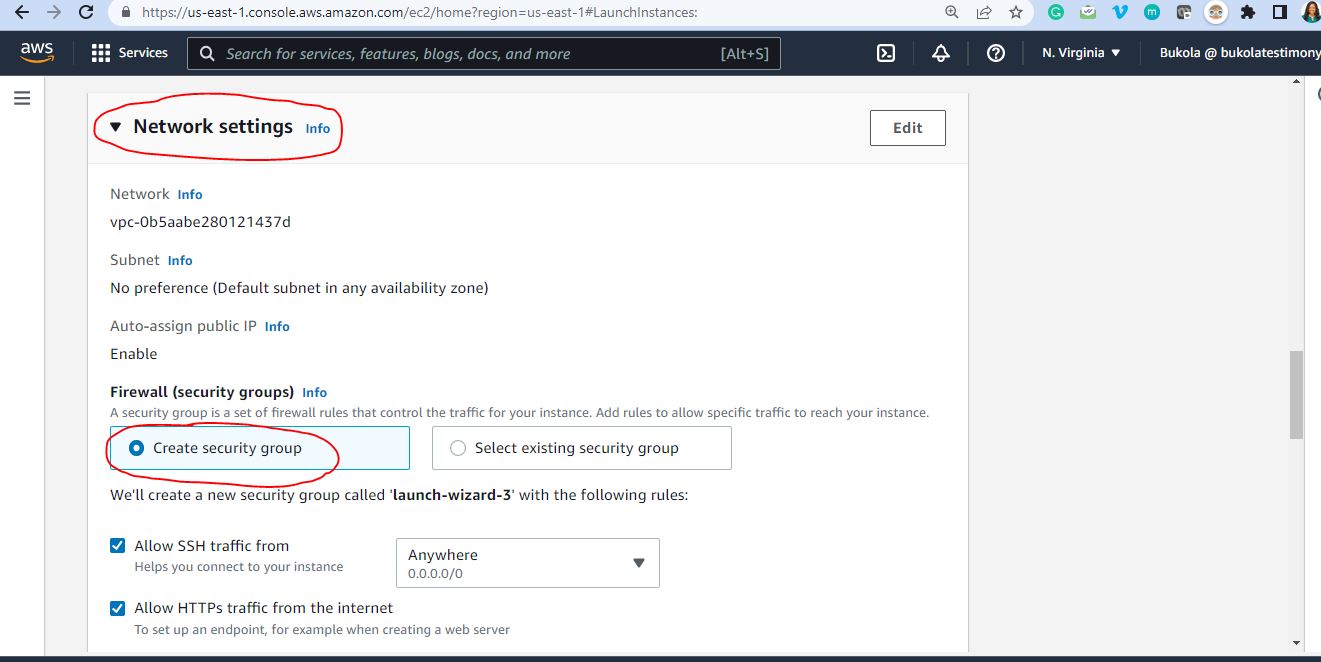 https://us-east-1.console.aws.amazon.com/ec2/home?region=us-east-1#LaunchInstances:
aws Services Search for services, features, blogs, docs, and more [Alt+S] N. Virginia ▼ Bukola @ bukolatestimony
▼ Network settings Info Edit
Network Info
vpc-0b5aabe280121437d
Subnet Info
No preference (Default subnet in any availability zone)
Auto-assign public IP Info
Enable
Firewall (security groups) Info
A security group is a set of firewall rules that control the traffic for your instance. Add rules to allow specific traffic to reach your instance.
Create security group Select existing security group
We'll create a new security group called 'launch-wizard-3' with the following rules:
Allow SSH traffic from Anywhere
Helps you connect to your instance 0.0.0.0/0
Allow HTTPs traffic from the internet
To set up an endpoint, for example when creating a web server